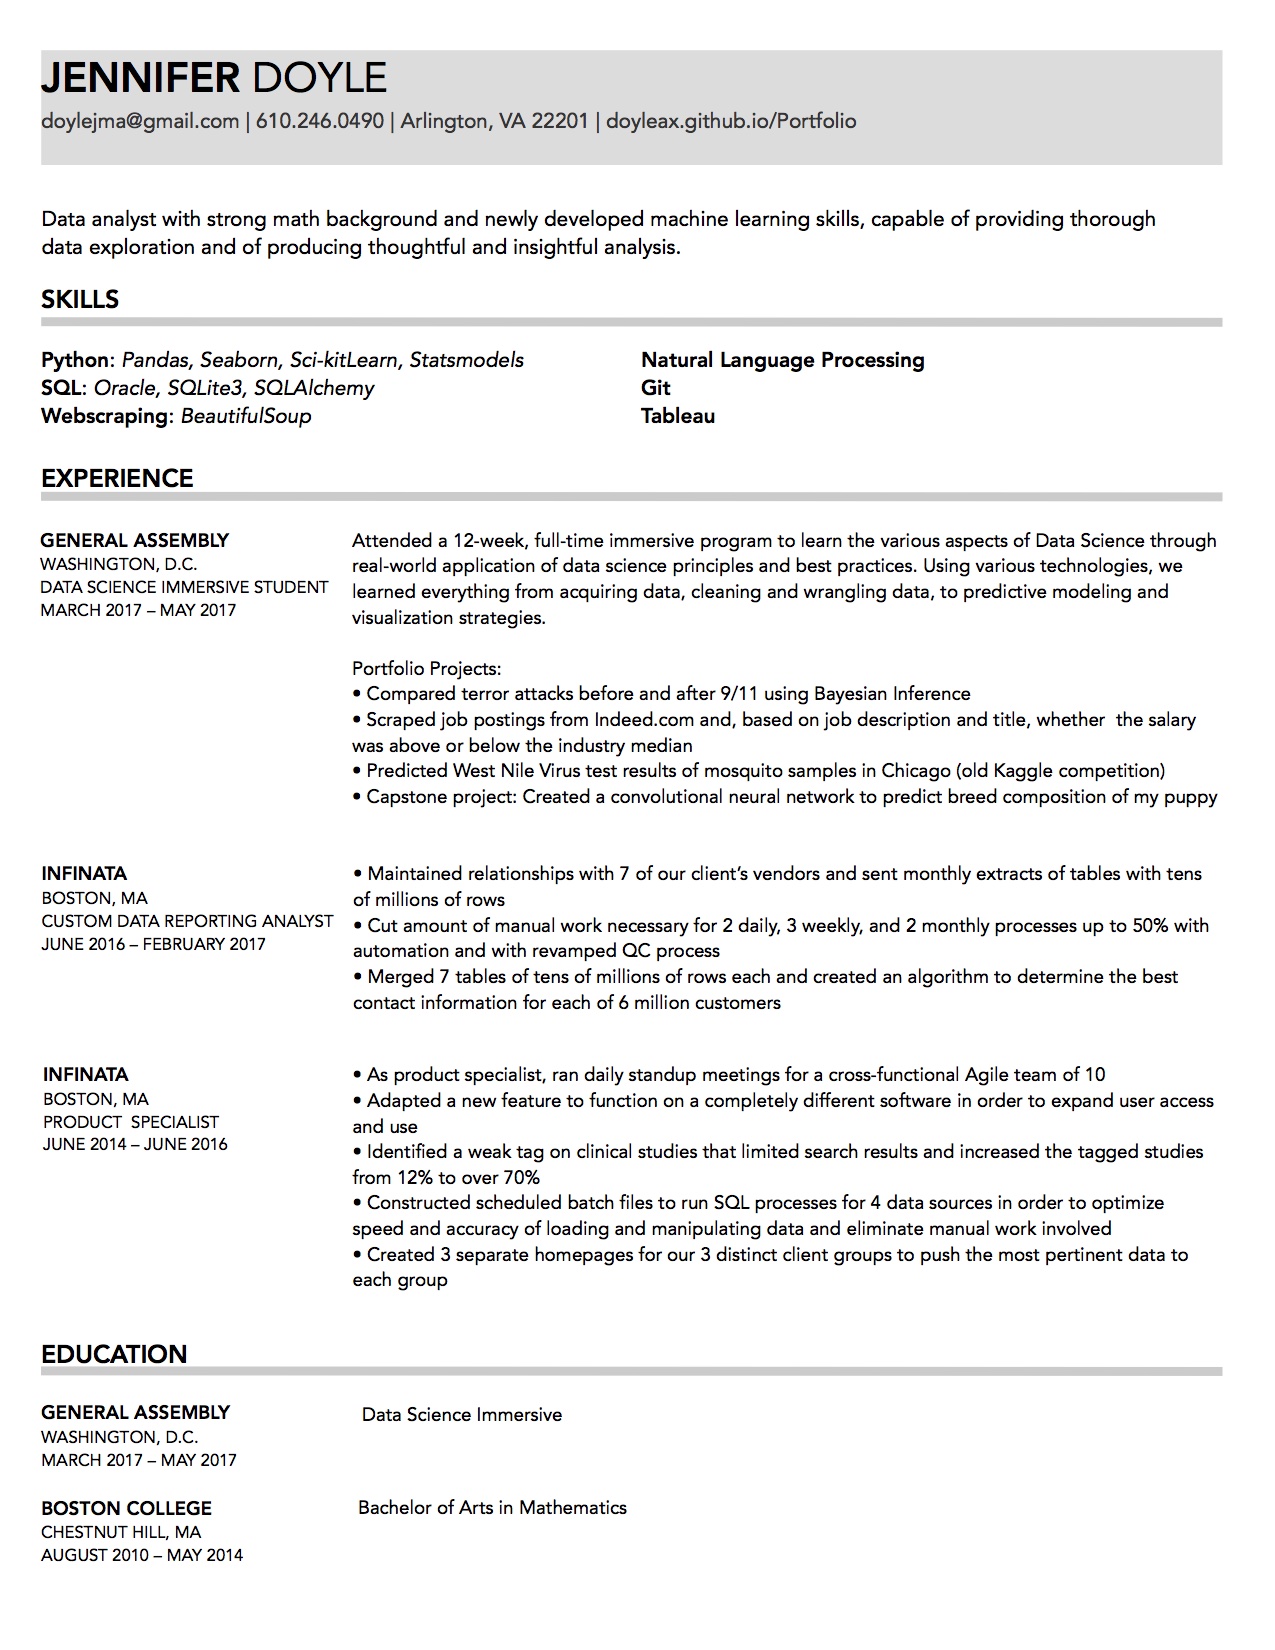 JENNIFER DOYLE
doylejma@gmail.com | 610.246.0490 | Arlington, VA 22201 | doyleax.github.io/Portfolio
Data analyst with strong math background and newly developed machine learning skills, capable of providing thorough
data exploration and of producing thoughtful and insightful analysis.
SKILLS
Python: Pandas, Seaborn, Sci-kitLearn, Statsmodels
SQL: Oracle, SQLite3, SQLAlchemy
Webscraping: BeautifulSoup
Natural Language Processing
Git
Tableau
EXPERIENCE
GENERAL ASSEMBLY
WASHINGTON, D.C.
DATA SCIENCE IMMERSIVE STUDENT
MARCH 2017 – MAY 2017
Attended a 12-week, full-time immersive program to learn the various aspects of Data Science through
real-world application of data science principles and best practices. Using various technologies, we
learned everything from acquiring data, cleaning and wrangling data, to predictive modeling and
visualization strategies.
Portfolio Projects:
• Compared terror attacks before and after 9/11 using Bayesian Inference
• Scraped job postings from Indeed.com and, based on job description and title, whether  the salary
was above or below the industry median
• Predicted West Nile Virus test results of mosquito samples in Chicago (old Kaggle competition)
• Capstone project: Created a convolutional neural network to predict breed composition of my puppy
INFINATA
BOSTON, MA
CUSTOM DATA REPORTING ANALYST
JUNE 2016 – FEBRUARY 2017
• Maintained relationships with 7 of our client’s vendors and sent monthly extracts of tables with tens
of millions of rows
• Cut amount of manual work necessary for 2 daily, 3 weekly, and 2 monthly processes up to 50% with
automation and with revamped QC process
• Merged 7 tables of tens of millions of rows each and created an algorithm to determine the best
contact information for each of 6 million customers
INFINATA
BOSTON, MA
PRODUCT  SPECIALIST
JUNE 2014 – JUNE 2016
• As product specialist, ran daily standup meetings for a cross-functional Agile team of 10
• Adapted a new feature to function on a completely different software in order to expand user access
and use
• Identified a weak tag on clinical studies that limited search results and increased the tagged studies
from 12% to over 70%
• Constructed scheduled batch files to run SQL processes for 4 data sources in order to optimize
speed and accuracy of loading and manipulating data and eliminate manual work involved
• Created 3 separate homepages for our 3 distinct client groups to push the most pertinent data to
each group
EDUCATION
GENERAL ASSEMBLY
WASHINGTON, D.C.
MARCH 2017 – MAY 2017
Data Science Immersive
BOSTON COLLEGE
CHESTNUT HILL, MA
AUGUST 2010 – MAY 2014
Bachelor of Arts in Mathematics